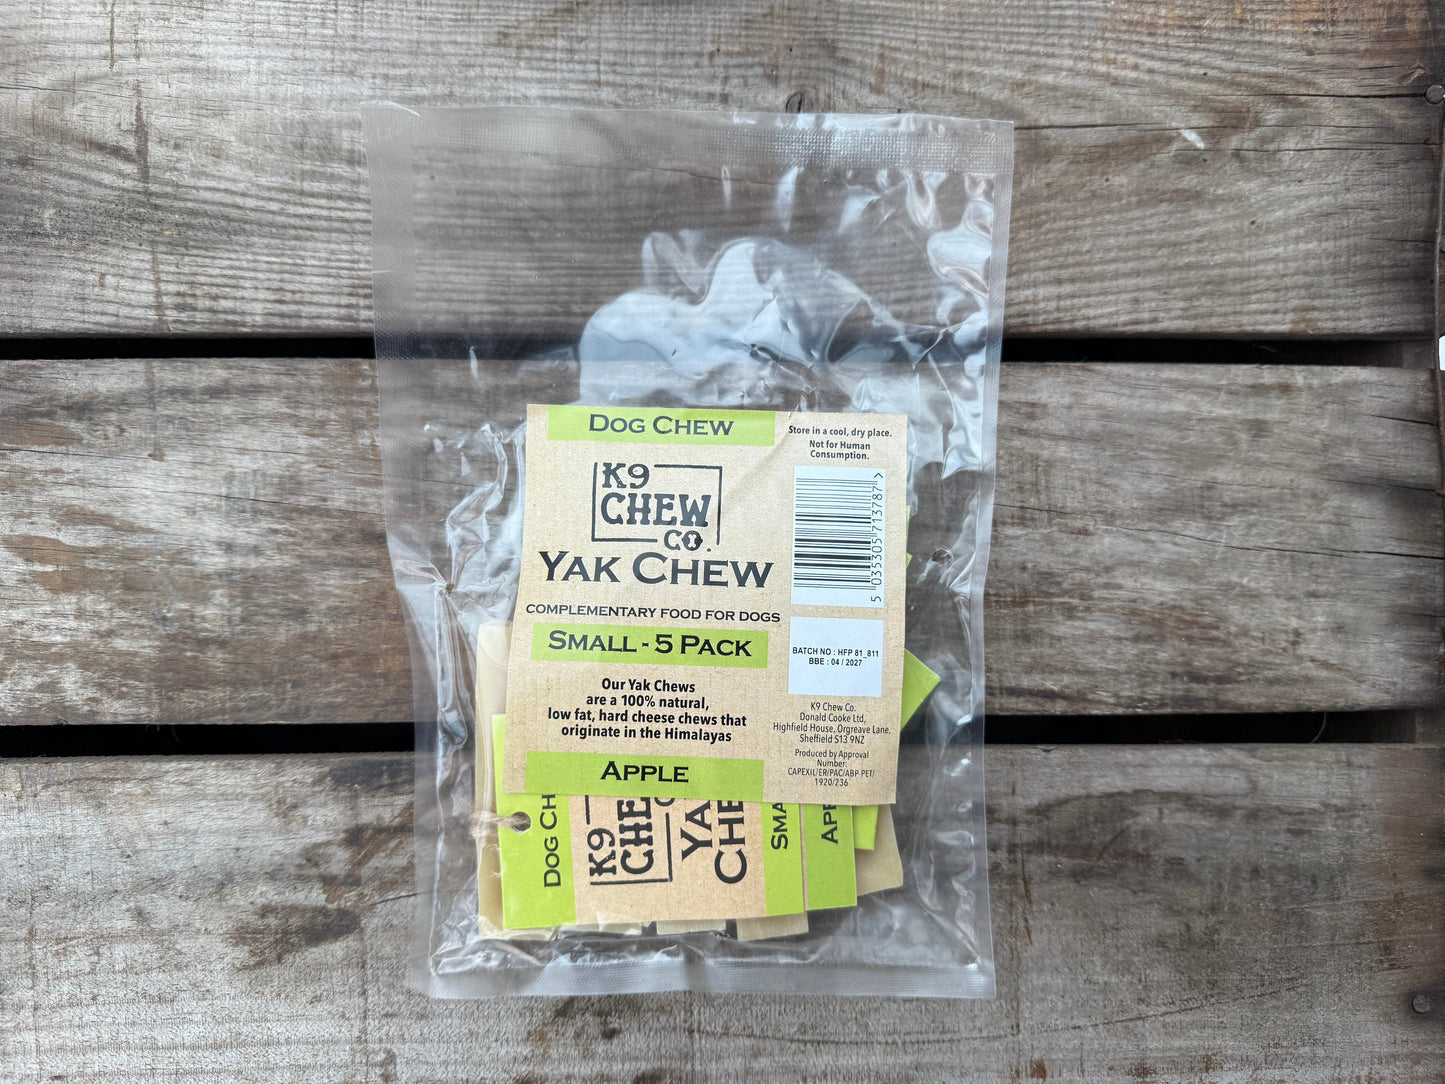 DOG CHEW
K9
CHEW
CO.
YAK CHEW
COMPLEMENTARY FOOD FOR DOGS
SMALL - 5 PACK
Our Yak Chews
are a 100% natural,
low fat, hard cheese chews that
originate in the Himalayas
APPLE
Store in a cool, dry place.
Not for Human
Consumption.
5 035305 713787 >
BATCH NO : HFP 81_811
BBE : 04 / 2027
K9 Chew Co.
Donald Cooke Ltd,
Highfield House, Orgreave Lane,
Sheffield S13 9NZ
Produced by Approval
Number:
CAPEXIL/ER/PAC/ABP-PET/
1920/236
DOG CH
K9
CHE
YA
CHE
SMA
APP